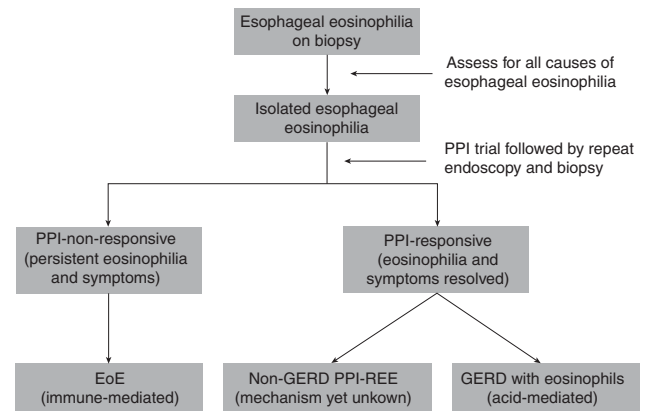 Esophageal eosinophilia
on biopsy
Assess for all causes of
esophageal eosinophilia
Isolated esophageal
eosinophilia
PPI trial followed by repeat
endoscopy and biopsy
PPI-non-responsive
(persistent eosinophilia
and symptoms)
PPI-responsive
(eosinophilia and
symptoms resolved)
EoE
(immune-mediated)
Non-GERD PPI-REE
(mechanism yet unkown)
GERD with eosinophils
(acid-mediated)